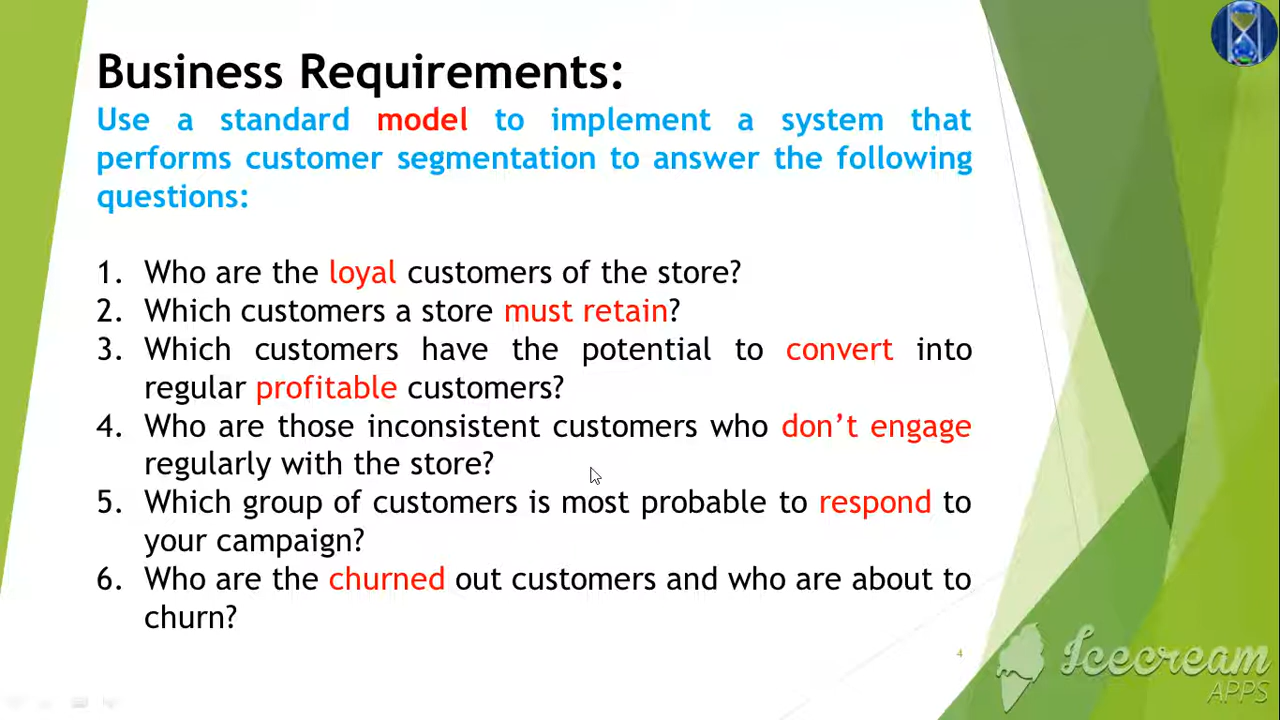 Business Requirements:
Use a standard model to implement a system that
performs customer segmentation to answer the following
questions:
1. Who are the loyal customers of the store?
2. Which customers a store must retain?
3. Which customers have the potential to convert into
regular profitable customers?
4. Who are those inconsistent customers who don’t engage
regularly with the store?
5. Which group of customers is most probable to respond to
your campaign?
6. Who are the churned out customers and who are about to
churn?
4
Icecream
APPS